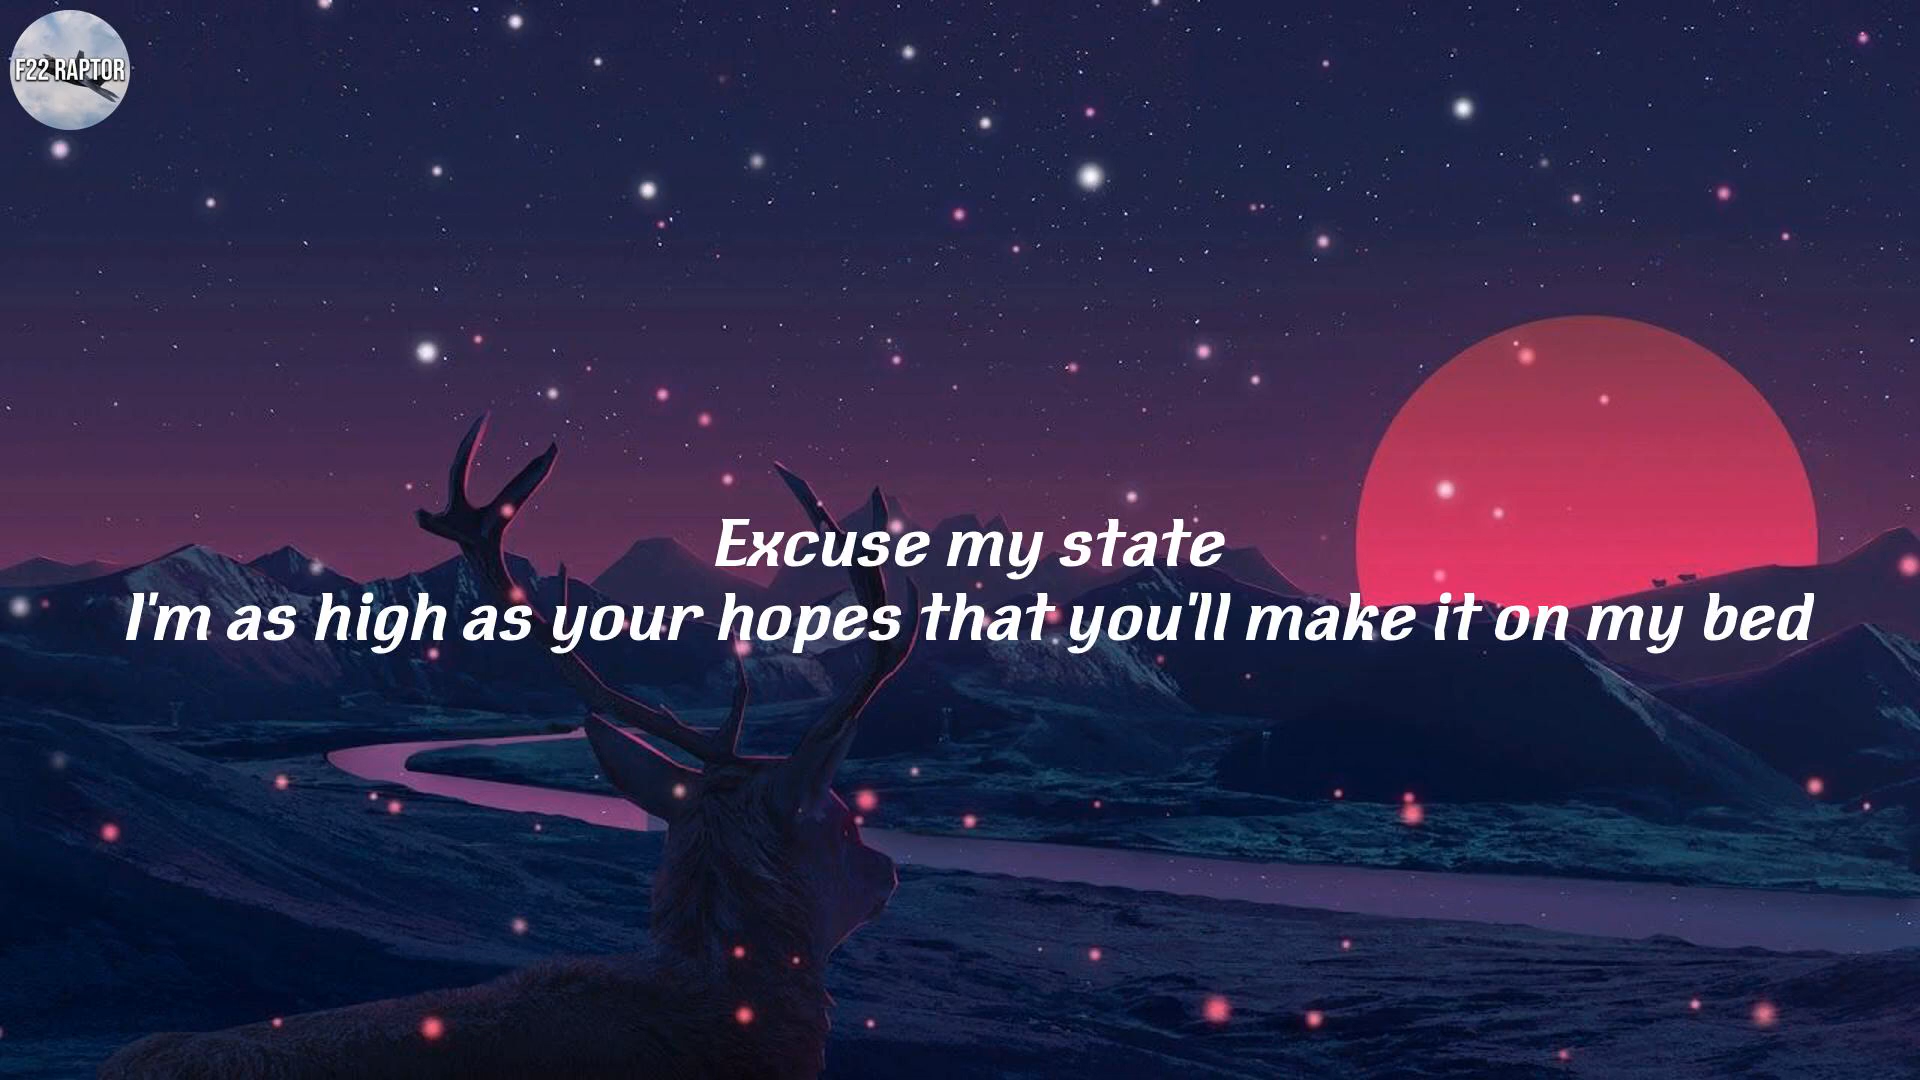 F22 RAPTOR
Excuse my state
I'm as high as your hopes that you'll make it on my bed